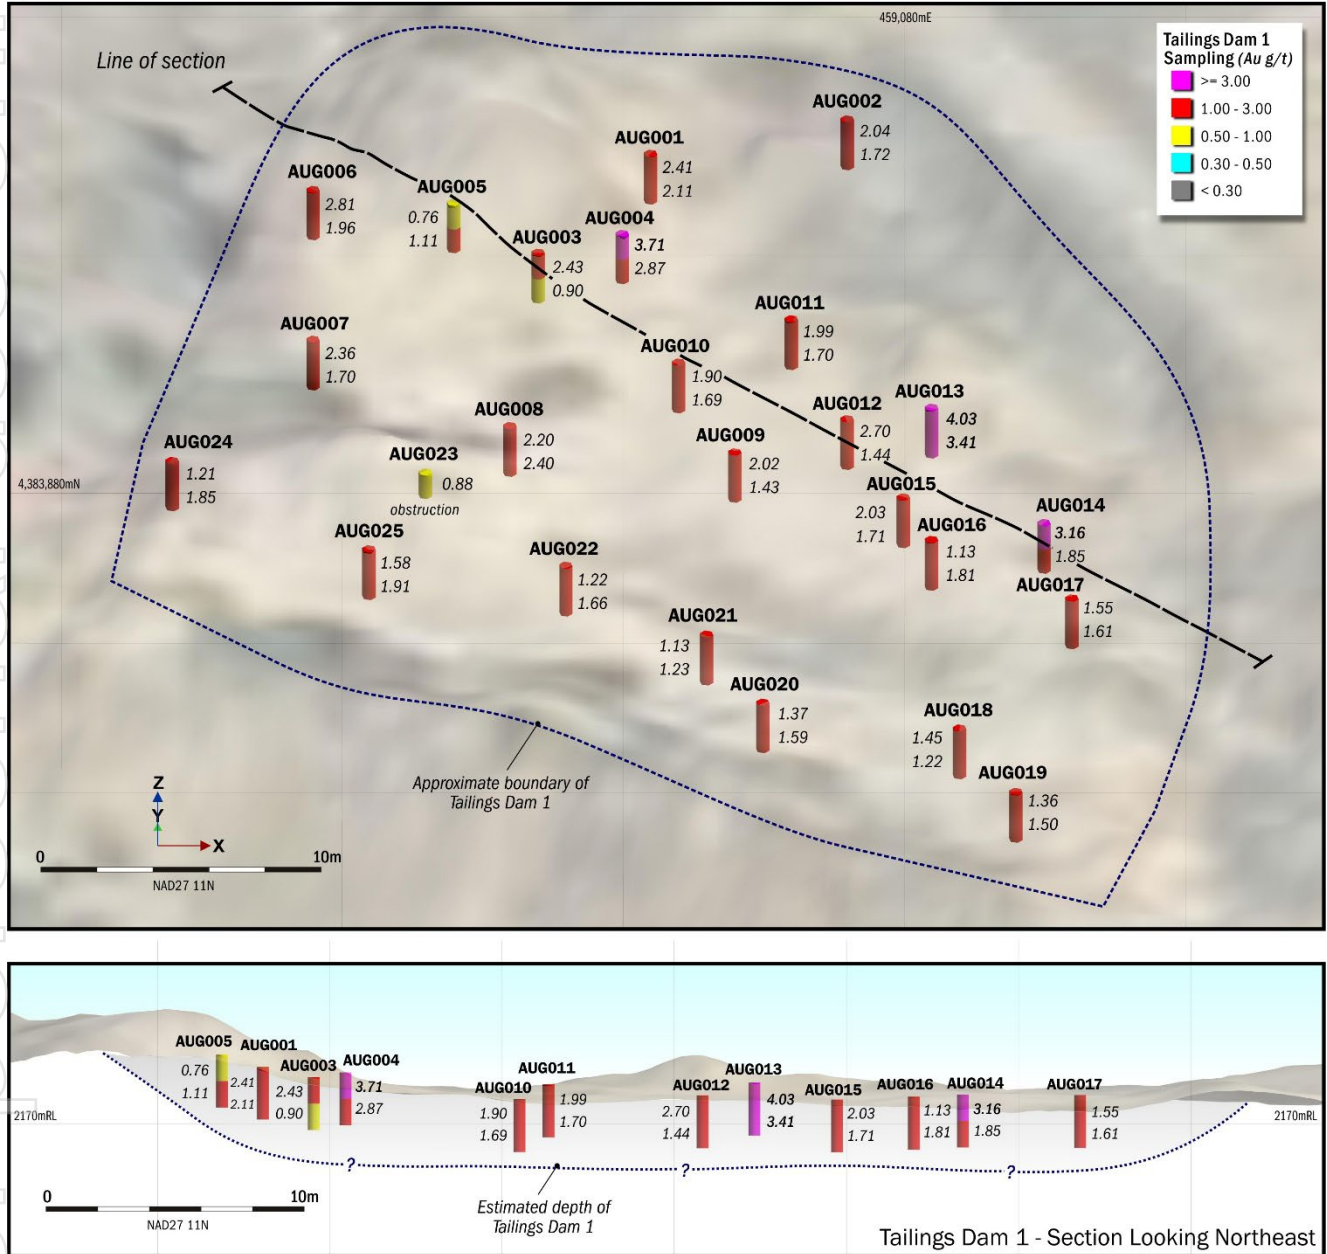 459,080mE
Tailings Dam 1
Sampling (Au g/t)
>= 3.00
1.00 - 3.00
0.50 - 1.00
0.30 - 0.50
< 0.30
Line of section
AUG002
2.04
1.72
AUG001
2.41
2.11
AUG006
2.81
1.96
AUG005
0.76
1.11
AUG004
3.71
2.87
AUG003
2.43
0.90
AUG011
1.99
1.70
AUG007
2.36
1.70
AUG010
1.90
1.69
AUG013
4.03
3.41
AUG012
2.70
1.44
AUG008
2.20
2.40
AUG009
2.02
1.43
AUG024
1.21
1.85
AUG023
0.88
obstruction
4,383,880mN
AUG015
2.03
1.71
AUG014
3.16
1.85
AUG016
1.13
1.81
AUG025
1.58
1.91
AUG022
1.22
1.66
AUG017
1.55
1.61
AUG021
1.13
1.23
AUG020
1.37
1.59
AUG018
1.45
1.22
AUG019
1.36
1.50
Approximate boundary of
Tailings Dam 1
Z
Y
X
0 10m
NAD27 11N
AUG005
0.76
1.11
AUG001
2.41
2.11
AUG003
2.43
0.90
AUG004
3.71
2.87
AUG010
1.90
1.69
AUG011
1.99
1.70
AUG012
2.70
1.44
AUG013
4.03
3.41
AUG015
2.03
1.71
AUG016
1.13
1.81
AUG014
3.16
1.85
AUG017
1.55
1.61
2170mRL
2170mRL
? ? ?
0 10m
NAD27 11N
Estimated depth of
Tailings Dam 1
Tailings Dam 1 - Section Looking Northeast